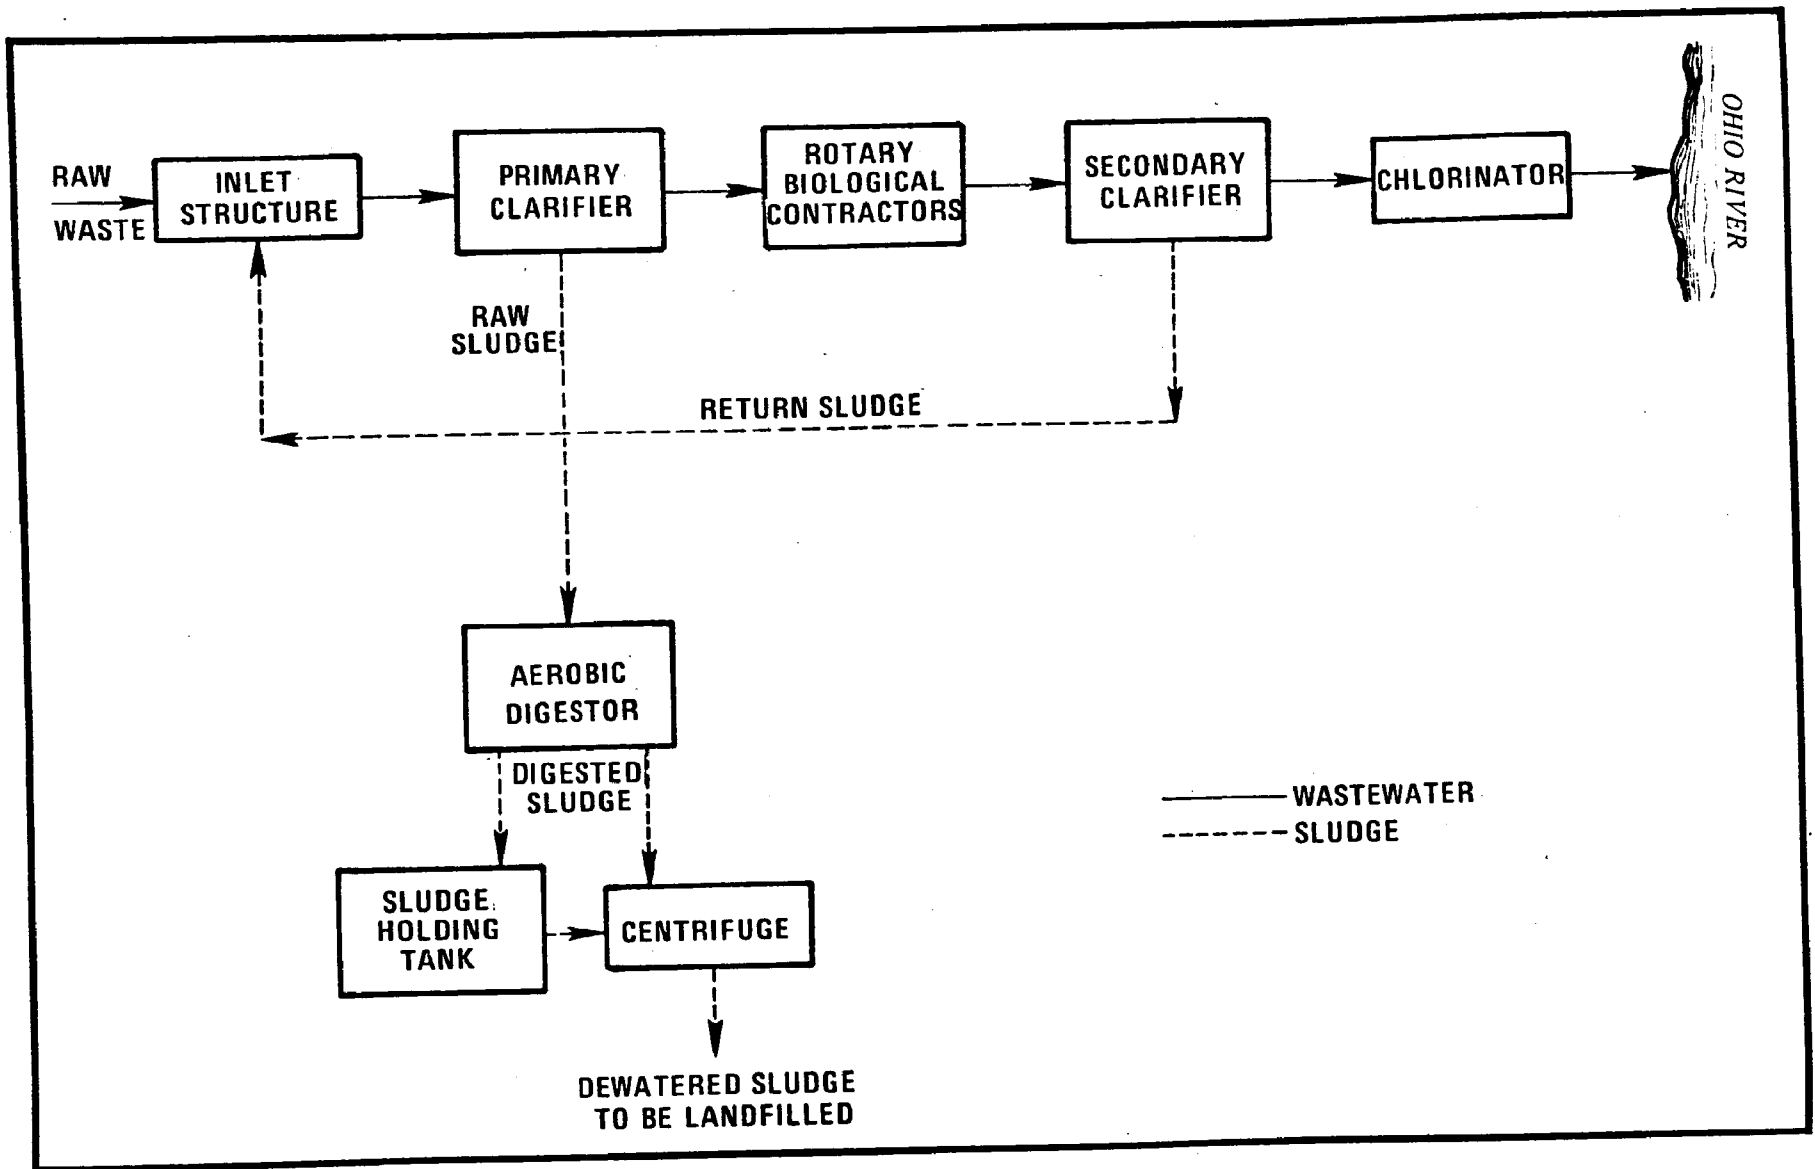 RAW
WASTE
INLET
STRUCTURE
PRIMARY
CLARIFIER
ROTARY
BIOLOGICAL
CONTRACTORS
SECONDARY
CLARIFIER
CHLORINATOR
OHIO RIVER
RAW
SLUDGE
RETURN SLUDGE
AEROBIC
DIGESTOR
DIGESTED
SLUDGE
WASTEWATER
SLUDGE
SLUDGE
HOLDING
TANK
CENTRIFUGE
DEWATERED SLUDGE
TO BE LANDFILLED